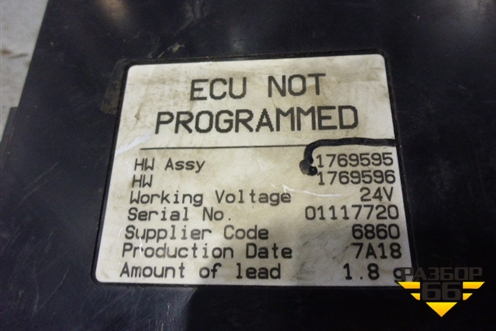 ECU NOT
PROGRAMMED
HW Assy 1769595
HW 1769596
Working Voltage 24V
Serial No. 01117720
Supplier Code 6860
Production Date 7A18
Amount of lead 1.8 g
РАЗБОР
66